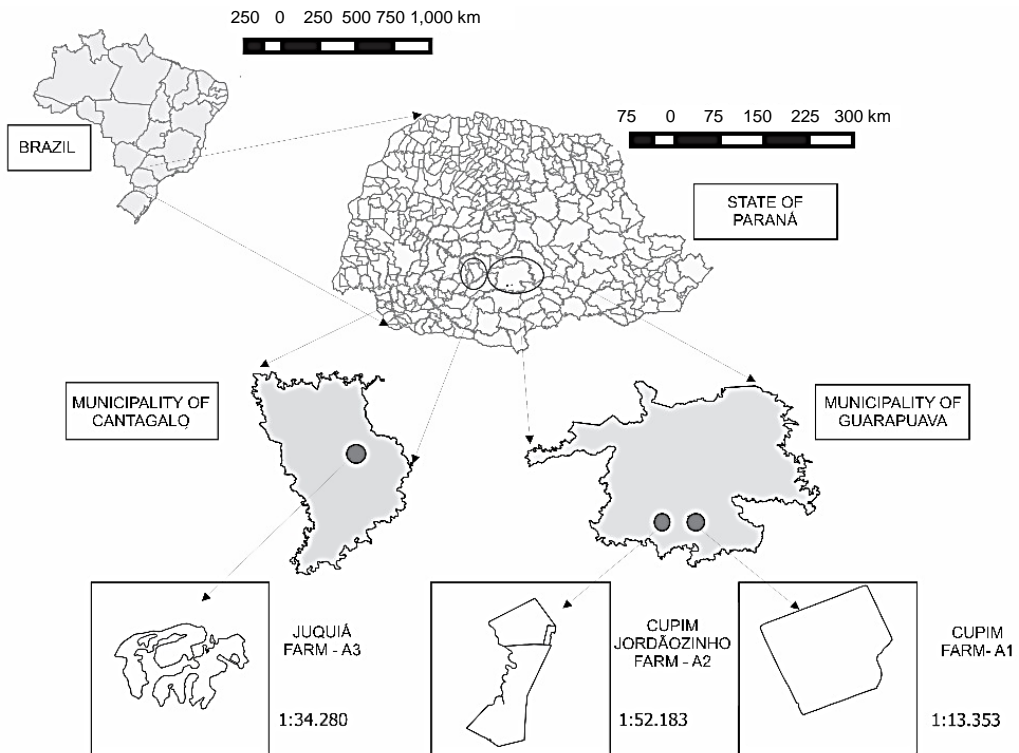 250 0 250 500 750 1,000 km
75 0 75 150 225 300 km
BRAZIL
STATE OF
PARANÁ
MUNICIPALITY OF
CANTAGALO
MUNICIPALITY OF
GUARAPUAVA
JUQUIÁ
FARM - A3
1:34.280
CUPIM
JORDÃOZINHO
FARM - A2
1:52.183
CUPIM
FARM- A1
1:13.353